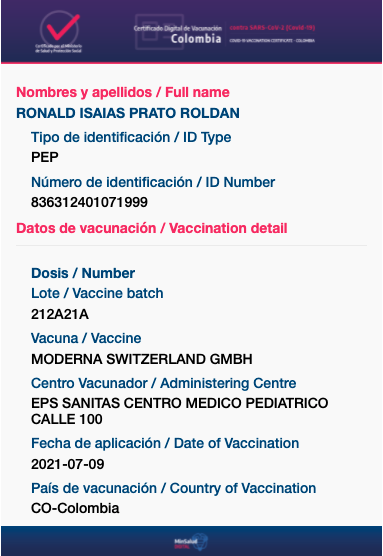 Certificado por el Ministerio
de Salud y Protección Social
Certificado Digital de Vacunación
Colombia
contra SARS-CoV-2 (Covid-19)
COVID-19 VACCINATION CERTIFICATE - COLOMBIA
Nombres y apellidos / Full name
RONALD ISAIAS PRATO ROLDAN
Tipo de identificación / ID Type
PEP
Número de identificación / ID Number
836312401071999
Datos de vacunación / Vaccination detail
Dosis / Number
Lote / Vaccine batch
212A21A
Vacuna / Vaccine
MODERNA SWITZERLAND GMBH
Centro Vacunador / Administering Centre
EPS SANITAS CENTRO MEDICO PEDIATRICO
CALLE 100
Fecha de aplicación / Date of Vaccination
2021-07-09
País de vacunación / Country of Vaccination
CO-Colombia
MinSalud
DIGITAL